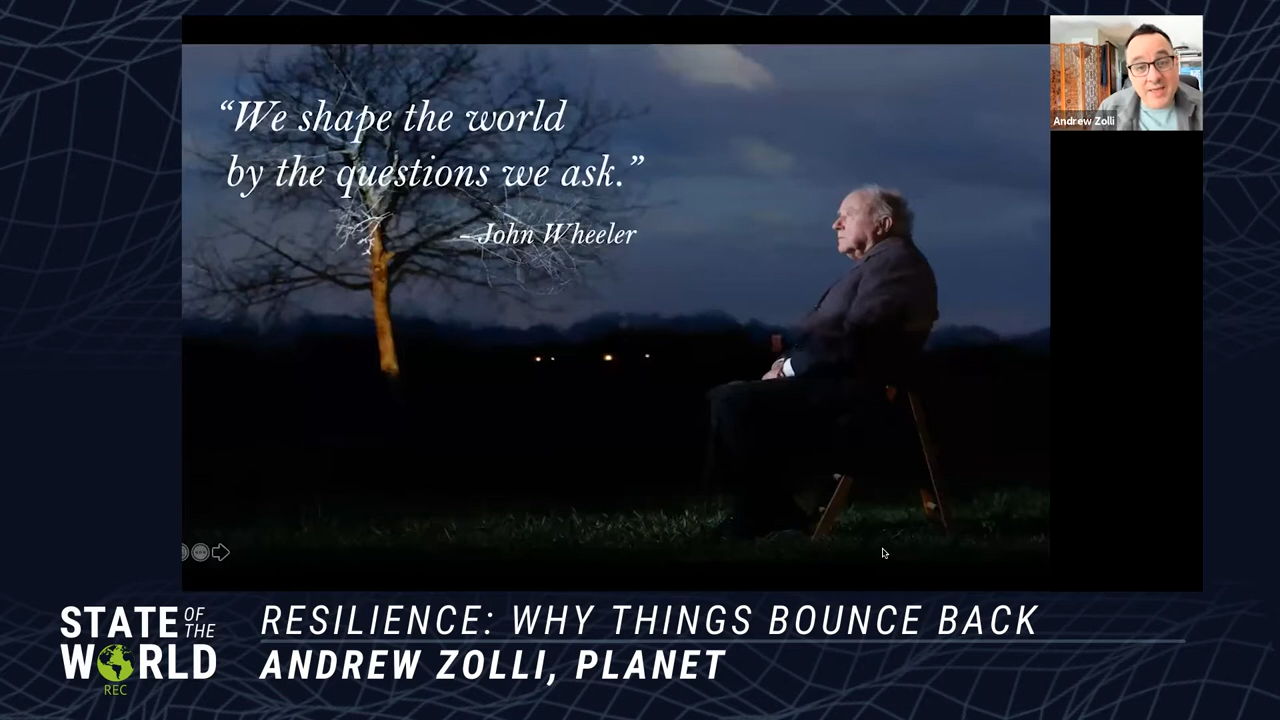 “We shape the world
by the questions we ask.”
– John Wheeler
Andrew Zolli
STATE OF THE
WORLD
REC
RESILIENCE: WHY THINGS BOUNCE BACK
ANDREW ZOLLI, PLANET